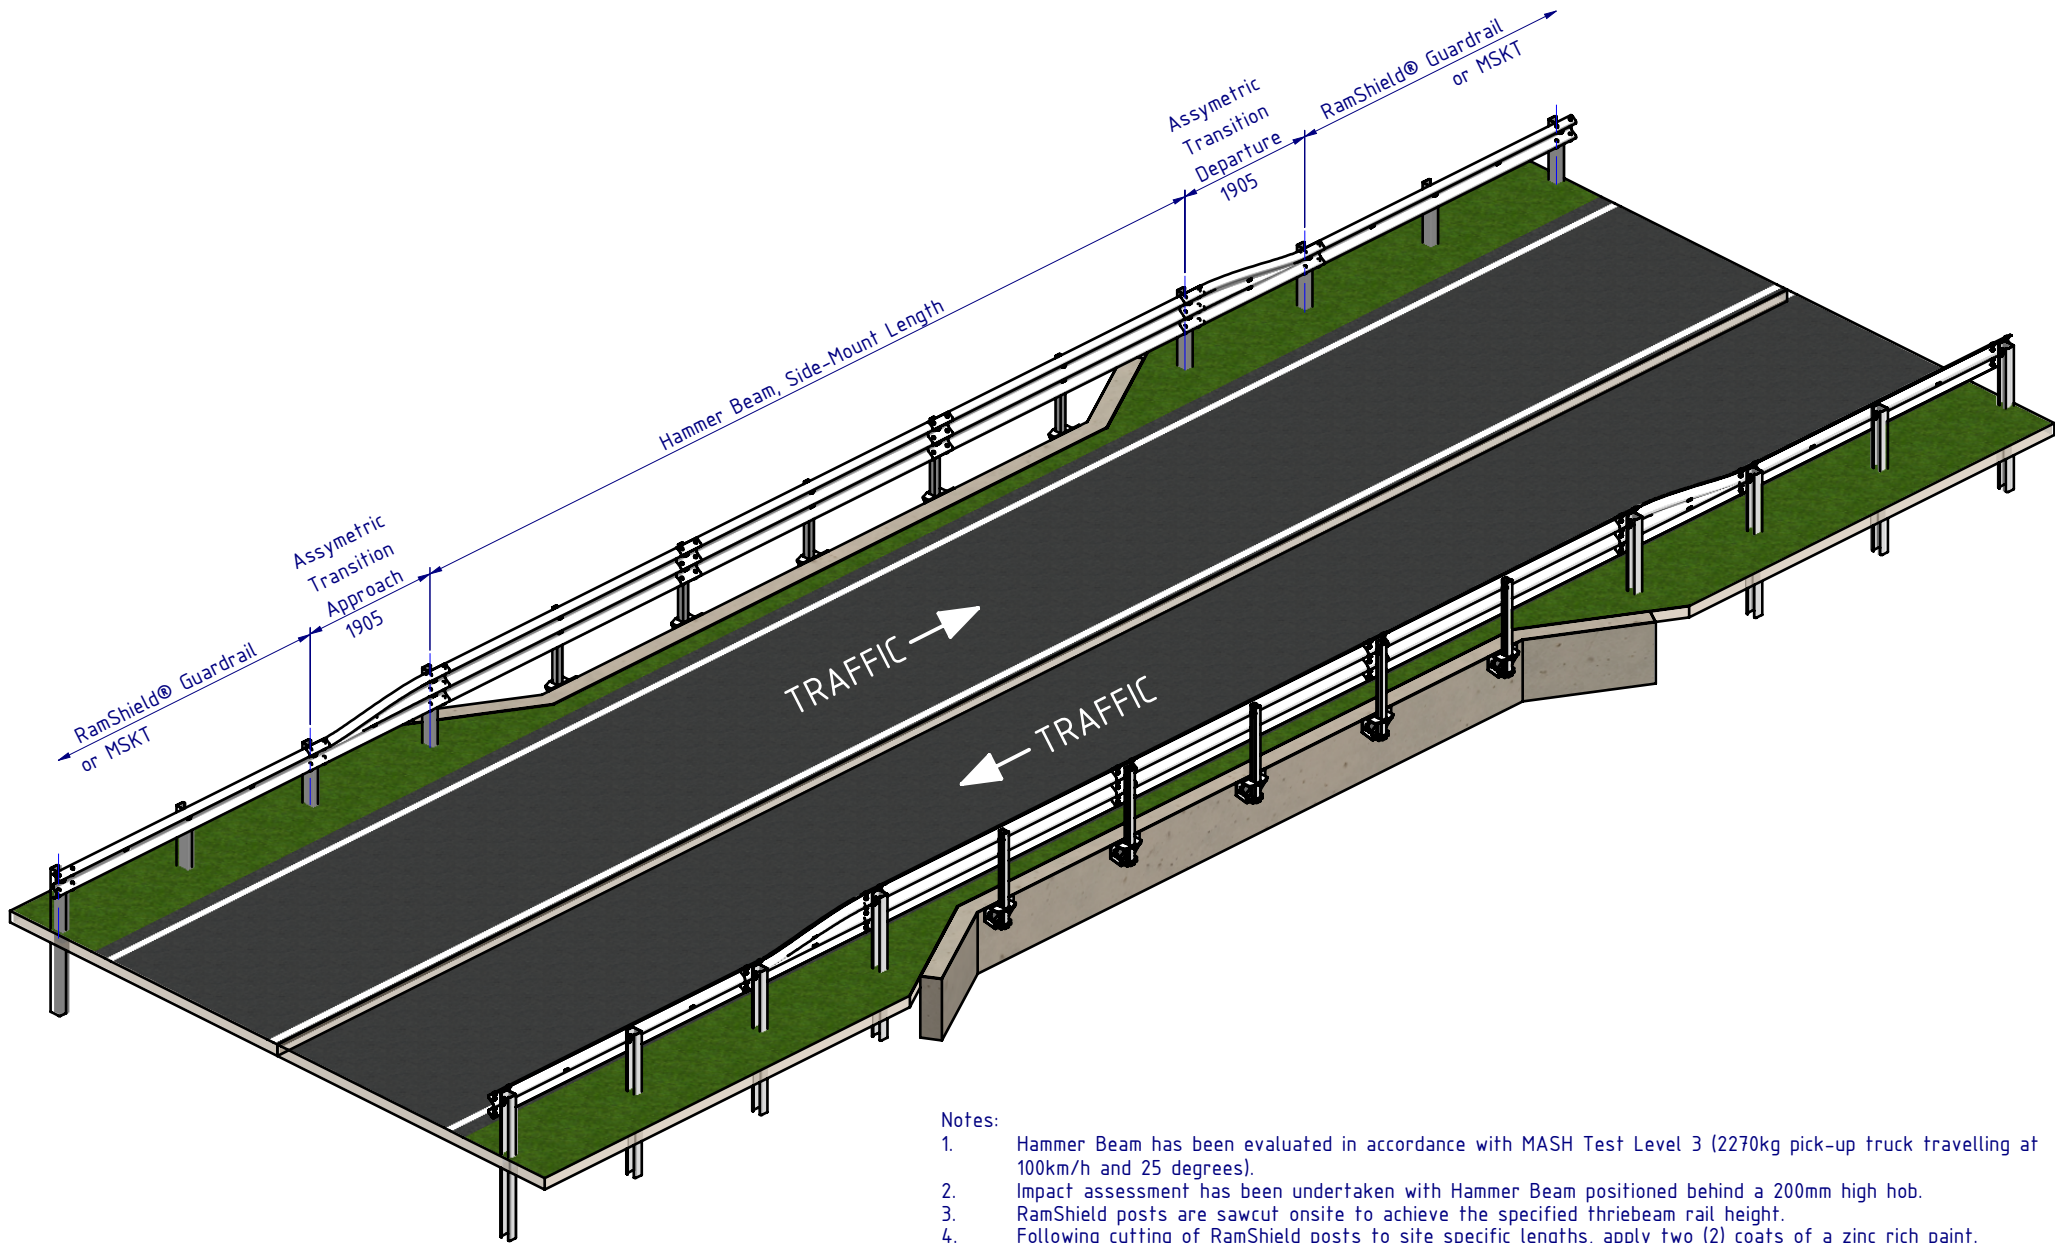 RamShield® Guardrail
or MSKT
Assymetric
Transition
Departure
1905
Hammer Beam, Side-Mount Length
Assymetric
Transition
Approach
1905
RamShield® Guardrail
or MSKT
TRAFFIC
TRAFFIC
Notes:
1. Hammer Beam has been evaluated in accordance with MASH Test Level 3 (2270kg pick-up truck travelling at
100km/h and 25 degrees).
2. Impact assessment has been undertaken with Hammer Beam positioned behind a 200mm high hob.
3. RamShield posts are sawcut onsite to achieve the specified thriebeam rail height.
4. Following cutting of RamShield posts to site specific lengths, apply two (2) coats of a zinc rich paint.